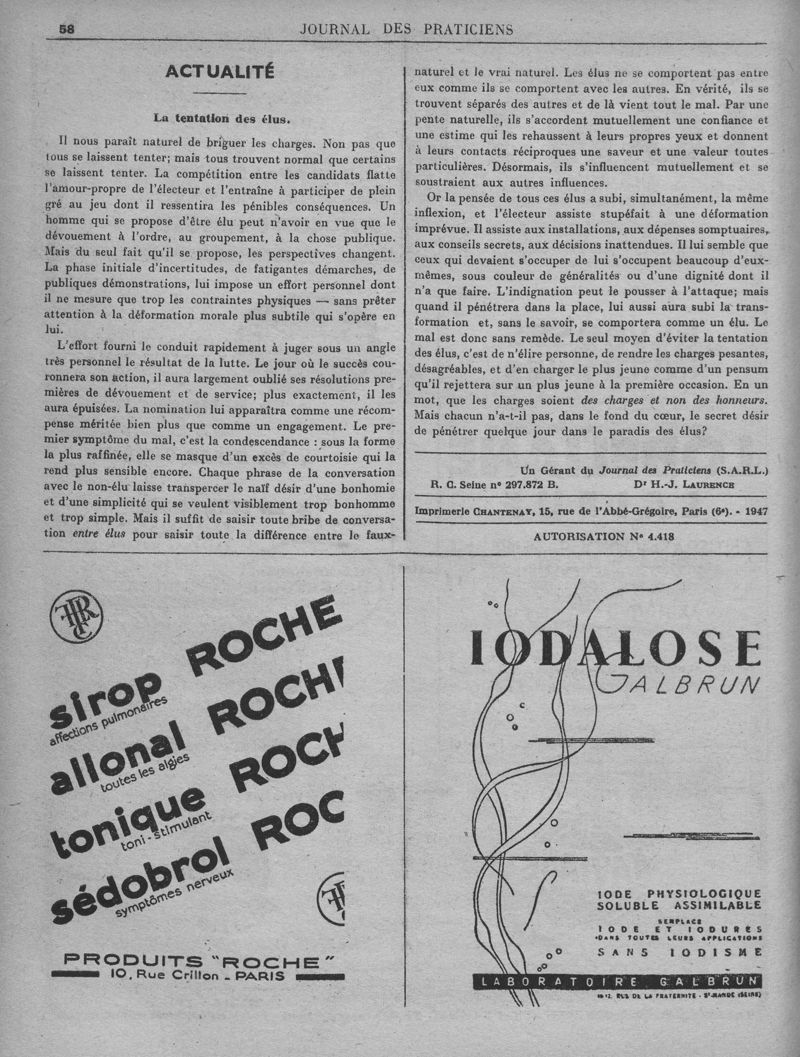 58
JOURNAL DES PRATICIENS
ACTUALITÉ
La tentation des élus.
Il nous paraît naturel de briguer les charges. Non pas que
tous se laissent tenter; mais tous trouvent normal que certains
se laissent tenter. La compétition entre les candidats flatte
l'amour-propre de l'électeur et l'entraîne à participer de plein
gré au jeu dont il ressentira les pénibles conséquences. Un
homme qui se propose d'être élu peut n'avoir en vue que le
dévouement à l'ordre, au groupement, à la chose publique.
Mais du seul fait qu'il se propose, les perspectives changent.
La phase initiale d'incertitudes, de fatigantes démarches, de
publiques démonstrations, lui impose un effort personnel dont
il ne mesure que trop les contraintes physiques — sans prêter
attention à la déformation morale plus subtile qui s'opère en
lui.
L'effort fourni le conduit rapidement à juger sous un angle
très personnel le résultat de la lutte. Le jour où le succès cou-
ronnera son action, il aura largement oublié ses résolutions pre-
mières de dévouement et de service; plus exactement, il les
aura épuisées. La nomination lui apparaîtra comme une récom-
pense méritée bien plus que comme un engagement. Le pre-
mier symptôme du mal, c'est la condescendance : sous la forme
la plus raffinée, elle se masque d'un excès de courtoisie qui la
rend plus sensible encore. Chaque phrase de la conversation
avec le non-élu laisse transpercer le naïf désir d'une bonhomie
et d'une simplicité qui se veulent visiblement trop bonhomme
et trop simple. Mais il suffit de saisir toute bribe de conversa-
tion entre élus pour saisir toute la différence entre le faux-
naturel et le vrai naturel. Les élus ne se comportent pas entre
eux comme ils se comportent avec les autres. En vérité, ils se
trouvent séparés des autres et de là vient tout le mal. Par une
pente naturelle, ils s'accordent mutuellement une confiance et
une estime qui les rehaussent à leurs propres yeux et donnent
à leurs contacts réciproques une saveur et une valeur toutes
particulières. Désormais, ils s'influencent mutuellement et se
soustraient aux autres influences.
Or la pensée de tous ces élus a subi, simultanément, la même
inflexion, et l'électeur assiste stupéfait à une déformation
imprévue. Il assiste aux installations, aux dépenses somptuaires,
aux conseils secrets, aux décisions inattendues. Il lui semble que
ceux qui devaient s'occuper de lui s'occupent beaucoup d'eux-
mêmes, sous couleur de généralités ou d'une dignité dont il
n'a que faire. L'indignation peut le pousser à l'attaque; mais
quand il pénétrera dans la place, lui aussi aura subi la trans-
formation et, sans le savoir, se comportera comme un élu. Le
mal est donc sans remède. Le seul moyen d'éviter la tentation
des élus, c'est de n'élire personne, de rendre les charges pesantes,
désagréables, et d'en charger le plus jeune comme d'un pensum
qu'il rejettera sur un plus jeune à la première occasion. En un
mot, que les charges soient des charges et non des honneurs.
Mais chacun n'a-t-il pas, dans le fond du cœur, le secret désir
de pénétrer quelque jour dans le paradis des élus?
Un Gérant du Journal des Praticiens (S.A.R.L.)
R. C. Seine n° 297.872 B. Dr H.-J. LAURENCE
Imprimerie CHANTENAY, 15, rue de l'Abbé-Grégoire, Paris (6e). - 1947
AUTORISATION N° 4.418
sirop ROCHE
affections pulmonaires
allonal ROCH
toutes les algies
tonique ROCH
toni-stimulant
sédobrol ROC
symptômes nerveux
PRODUITS "ROCHE"
10, Rue Crillon - PARIS
IODALOSE
GALBRUN
IODE PHYSIOLOGIQUE
SOLUBLE ASSIMILABLE
REMPLACE
IODE ET IODURES
DANS TOUTES LEURS APPLICATIONS
SANS IODISME
LABORATOIRE GALBRUN
RUE DE LA FRATERNITÉ - St-MANDÉ (SEINE)